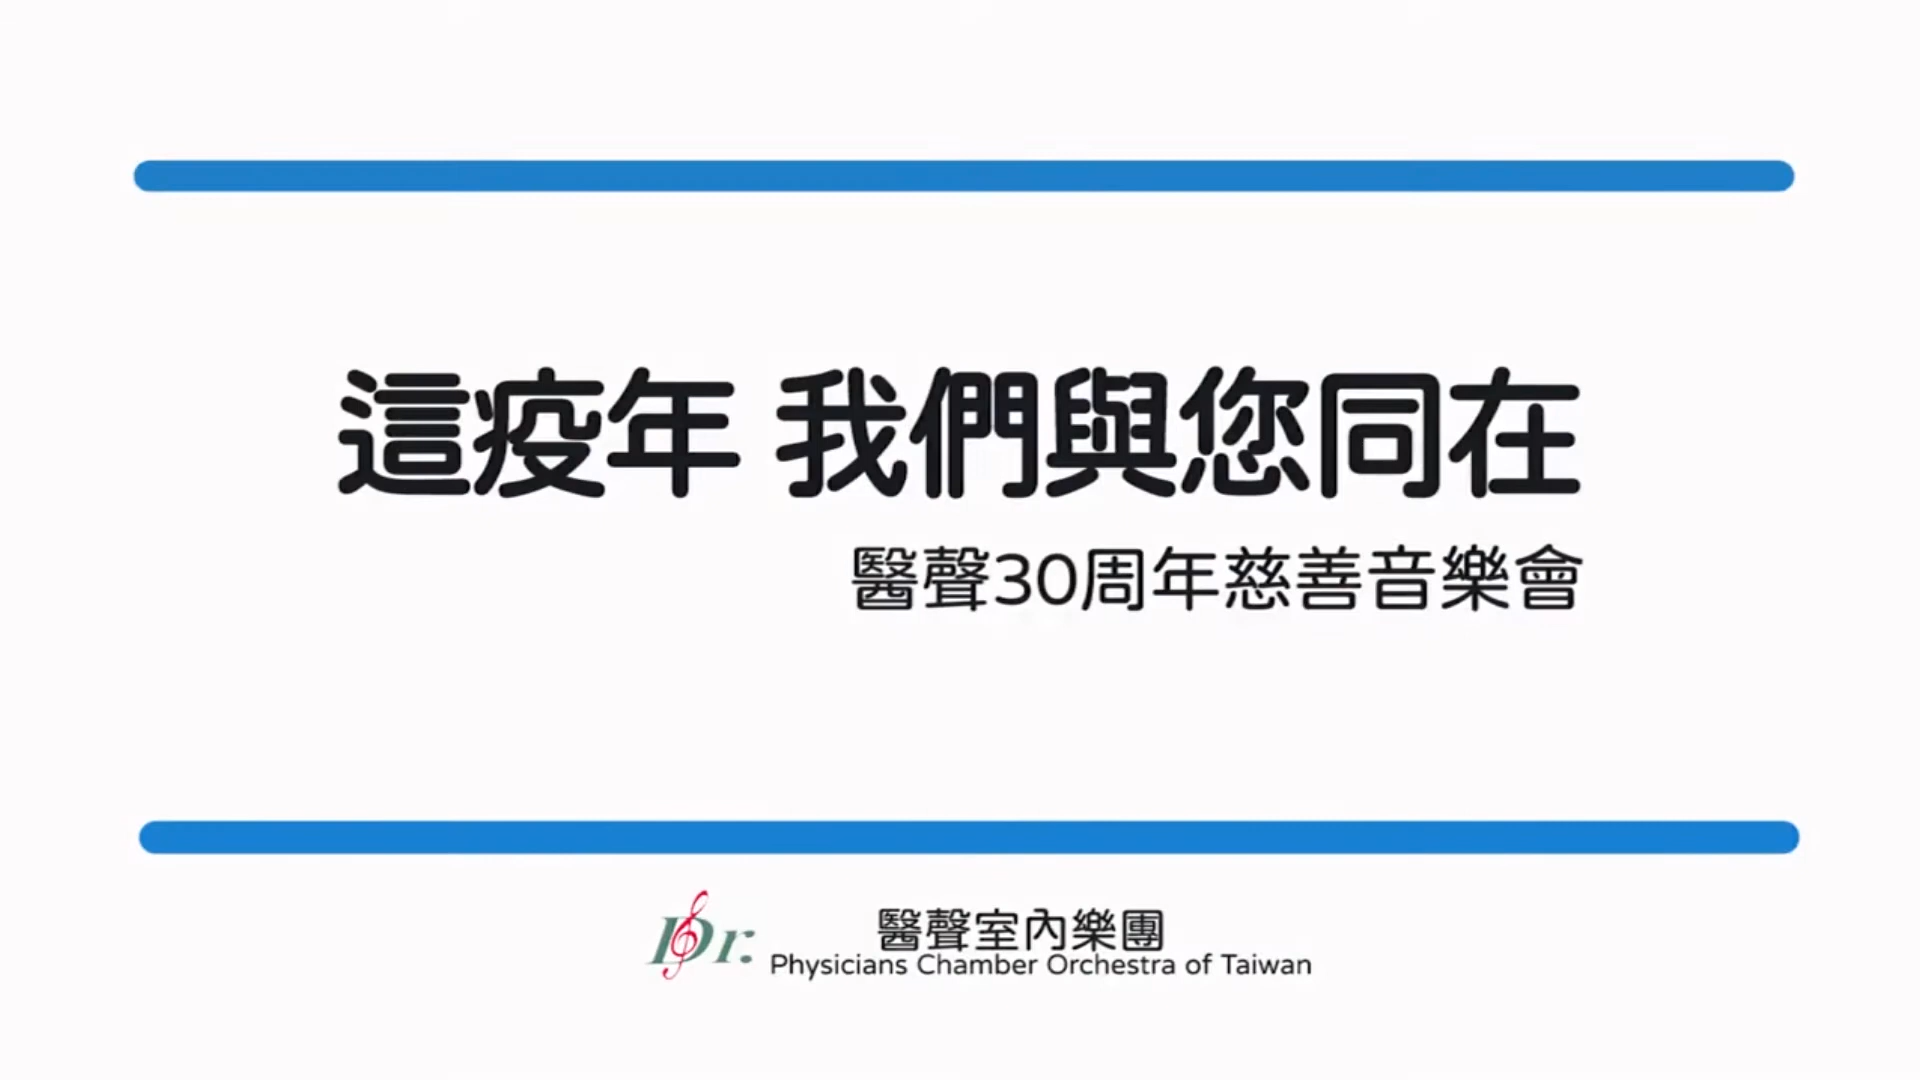 這疫年 我們與您同在
醫聲30周年慈善音樂會
Dr.
醫聲室內樂團
Physicians Chamber Orchestra of Taiwan